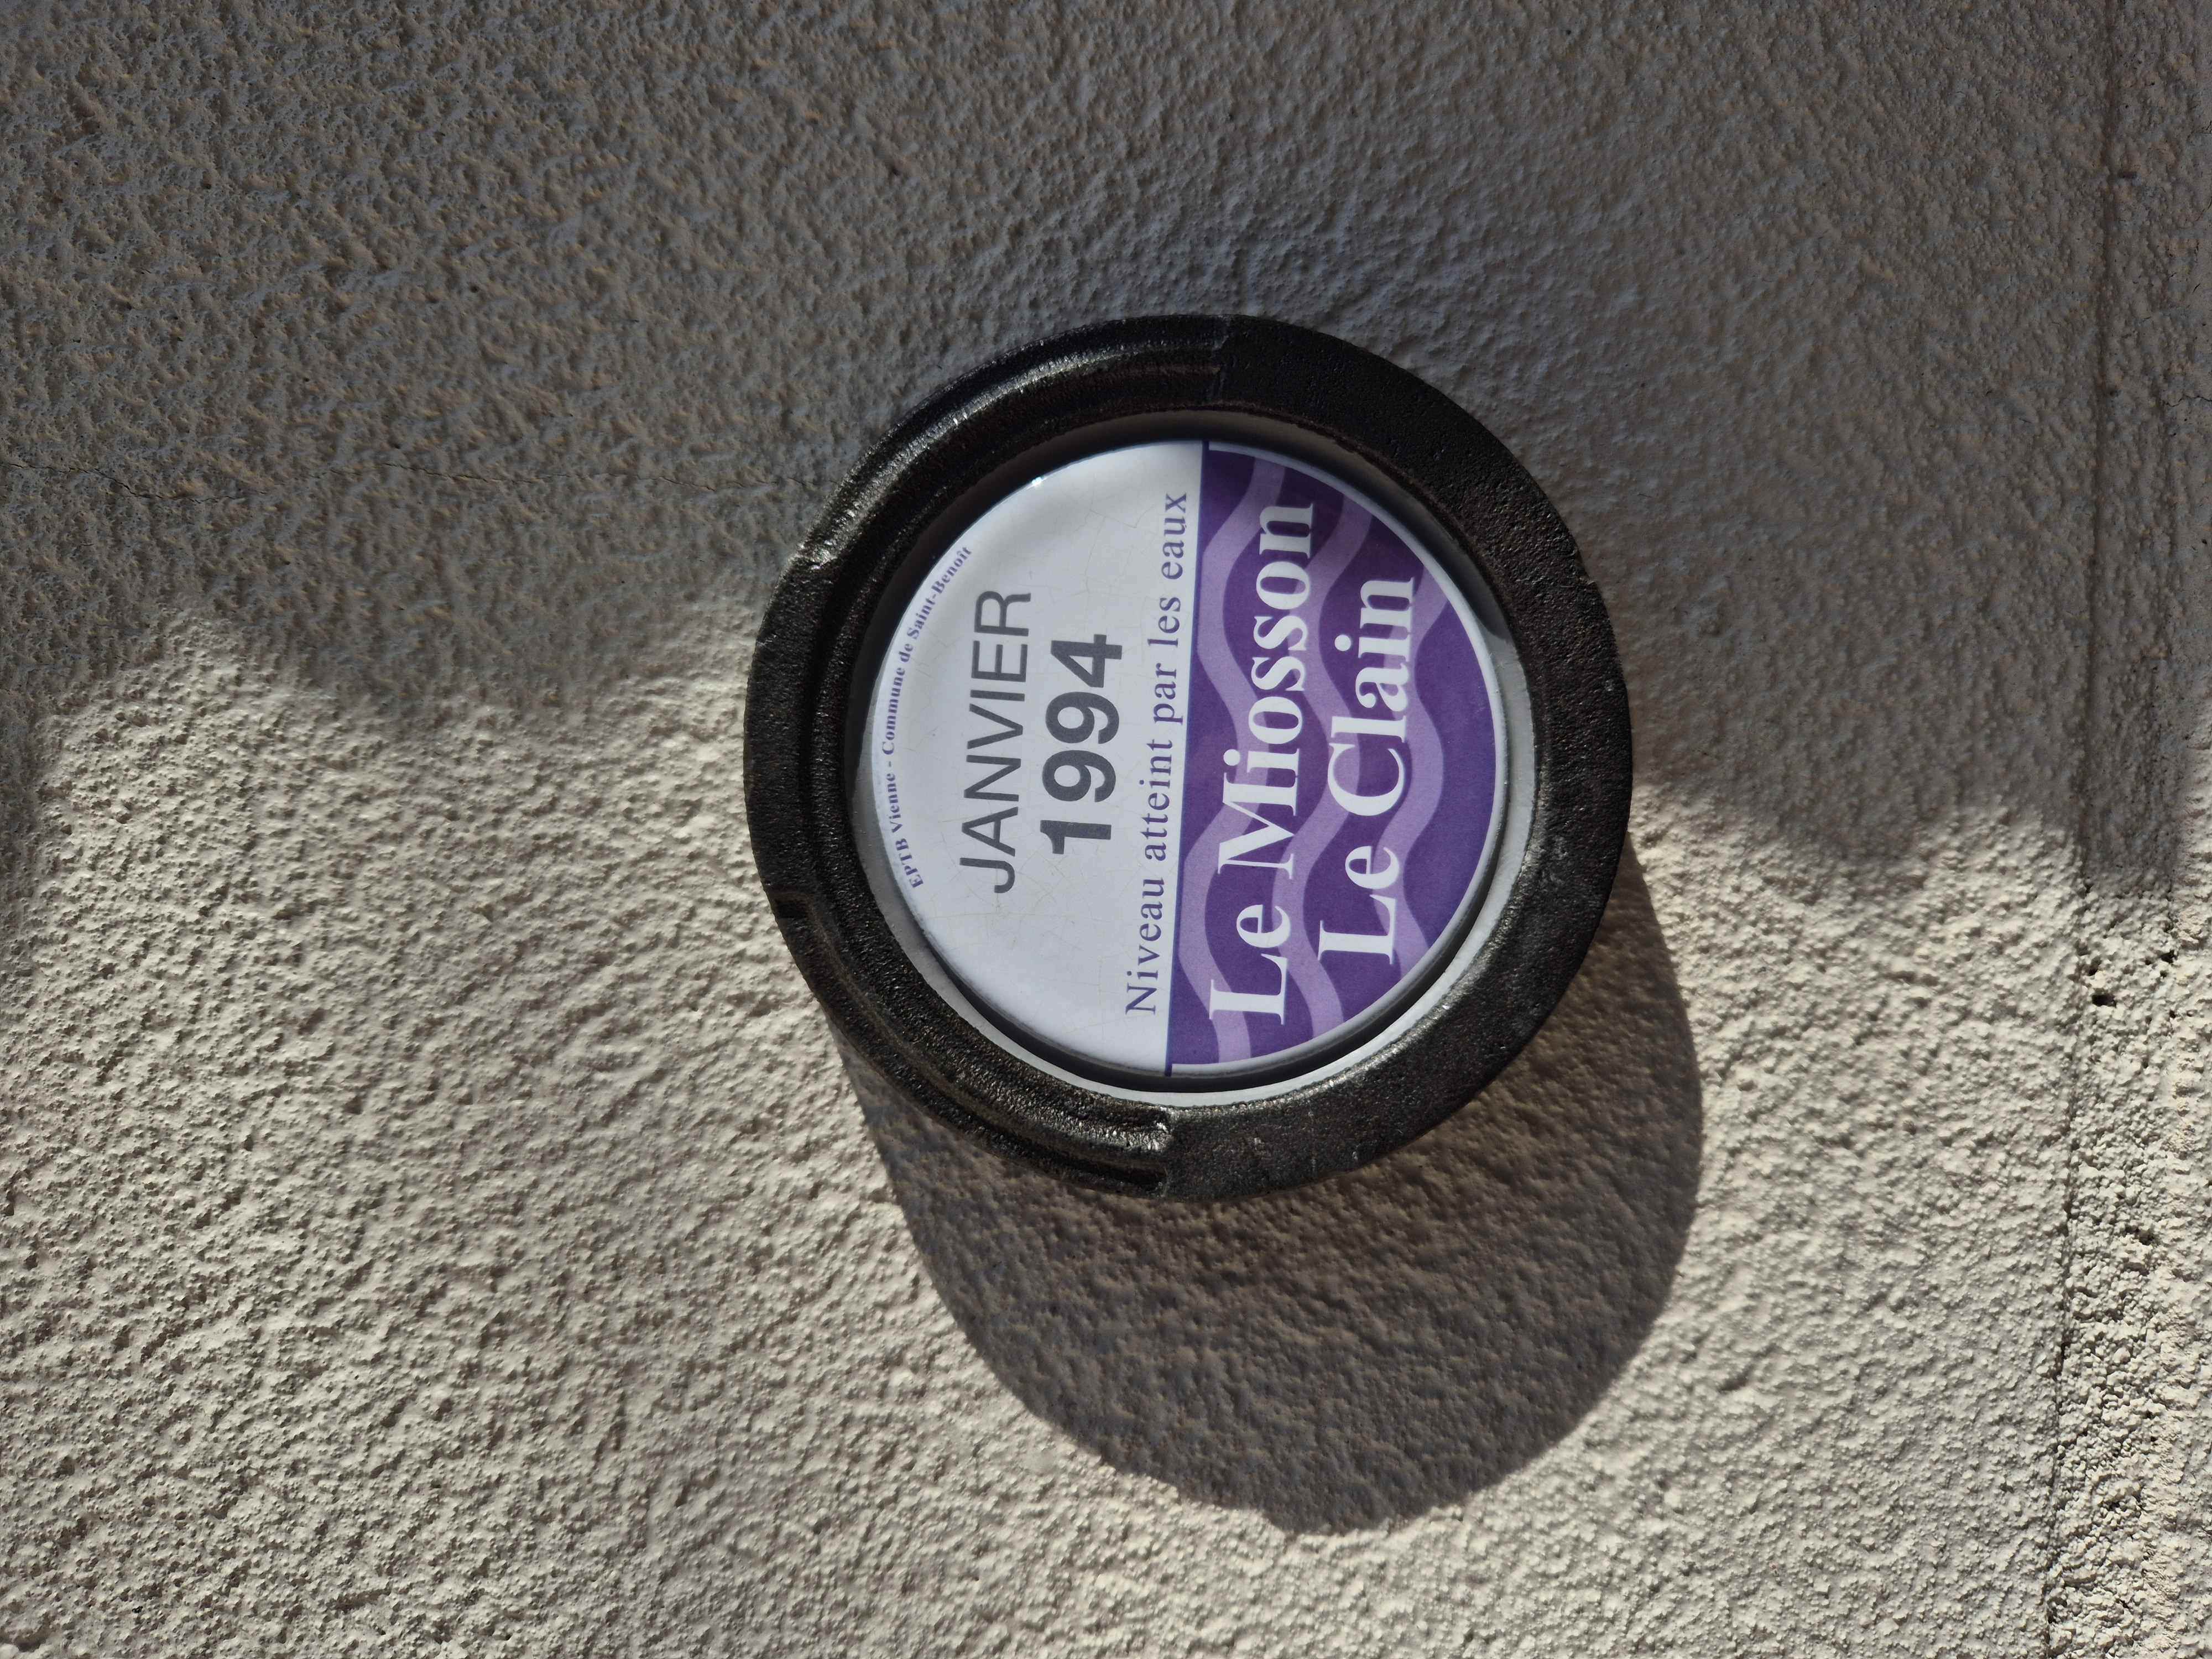 EPTB Vienne - Commune de Saint-Benoît
JANVIER
1994
Niveau atteint par les eaux
Le Miosson
Le Clain